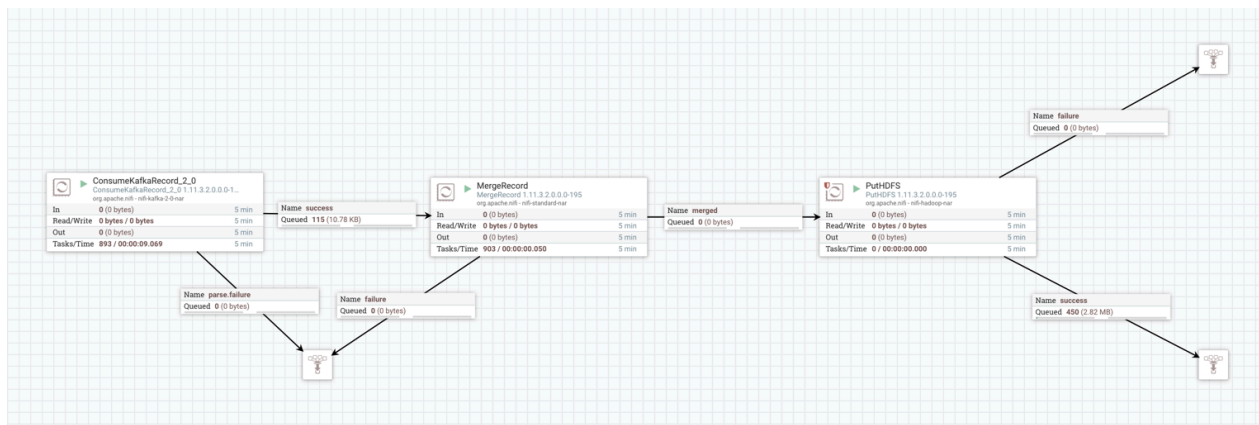 Name failure
Queued 0 (0 bytes)
ConsumeKafkaRecord_2_0
ConsumeKafkaRecord_2_0 1.11.3.2.0.0.0-1...
org.apache.nifi - nifi-kafka-2-0-nar
In 0 (0 bytes) 5 min
Read/Write 0 bytes / 0 bytes 5 min
Out 0 (0 bytes) 5 min
Tasks/Time 893 / 00:00:09.069 5 min
Name success
Queued 115 (10.78 KB)
MergeRecord
MergeRecord 1.11.3.2.0.0.0-195
org.apache.nifi - nifi-standard-nar
In 0 (0 bytes) 5 min
Read/Write 0 bytes / 0 bytes 5 min
Out 0 (0 bytes) 5 min
Tasks/Time 903 / 00:00:00.050 5 min
Name merged
Queued 0 (0 bytes)
PutHDFS
PutHDFS 1.11.3.2.0.0.0-195
org.apache.nifi - nifi-hadoop-nar
In 0 (0 bytes) 5 min
Read/Write 0 bytes / 0 bytes 5 min
Out 0 (0 bytes) 5 min
Tasks/Time 0 / 00:00:00.000 5 min
Name parse.failure
Queued 0 (0 bytes)
Name failure
Queued 0 (0 bytes)
Name success
Queued 450 (2.82 MB)